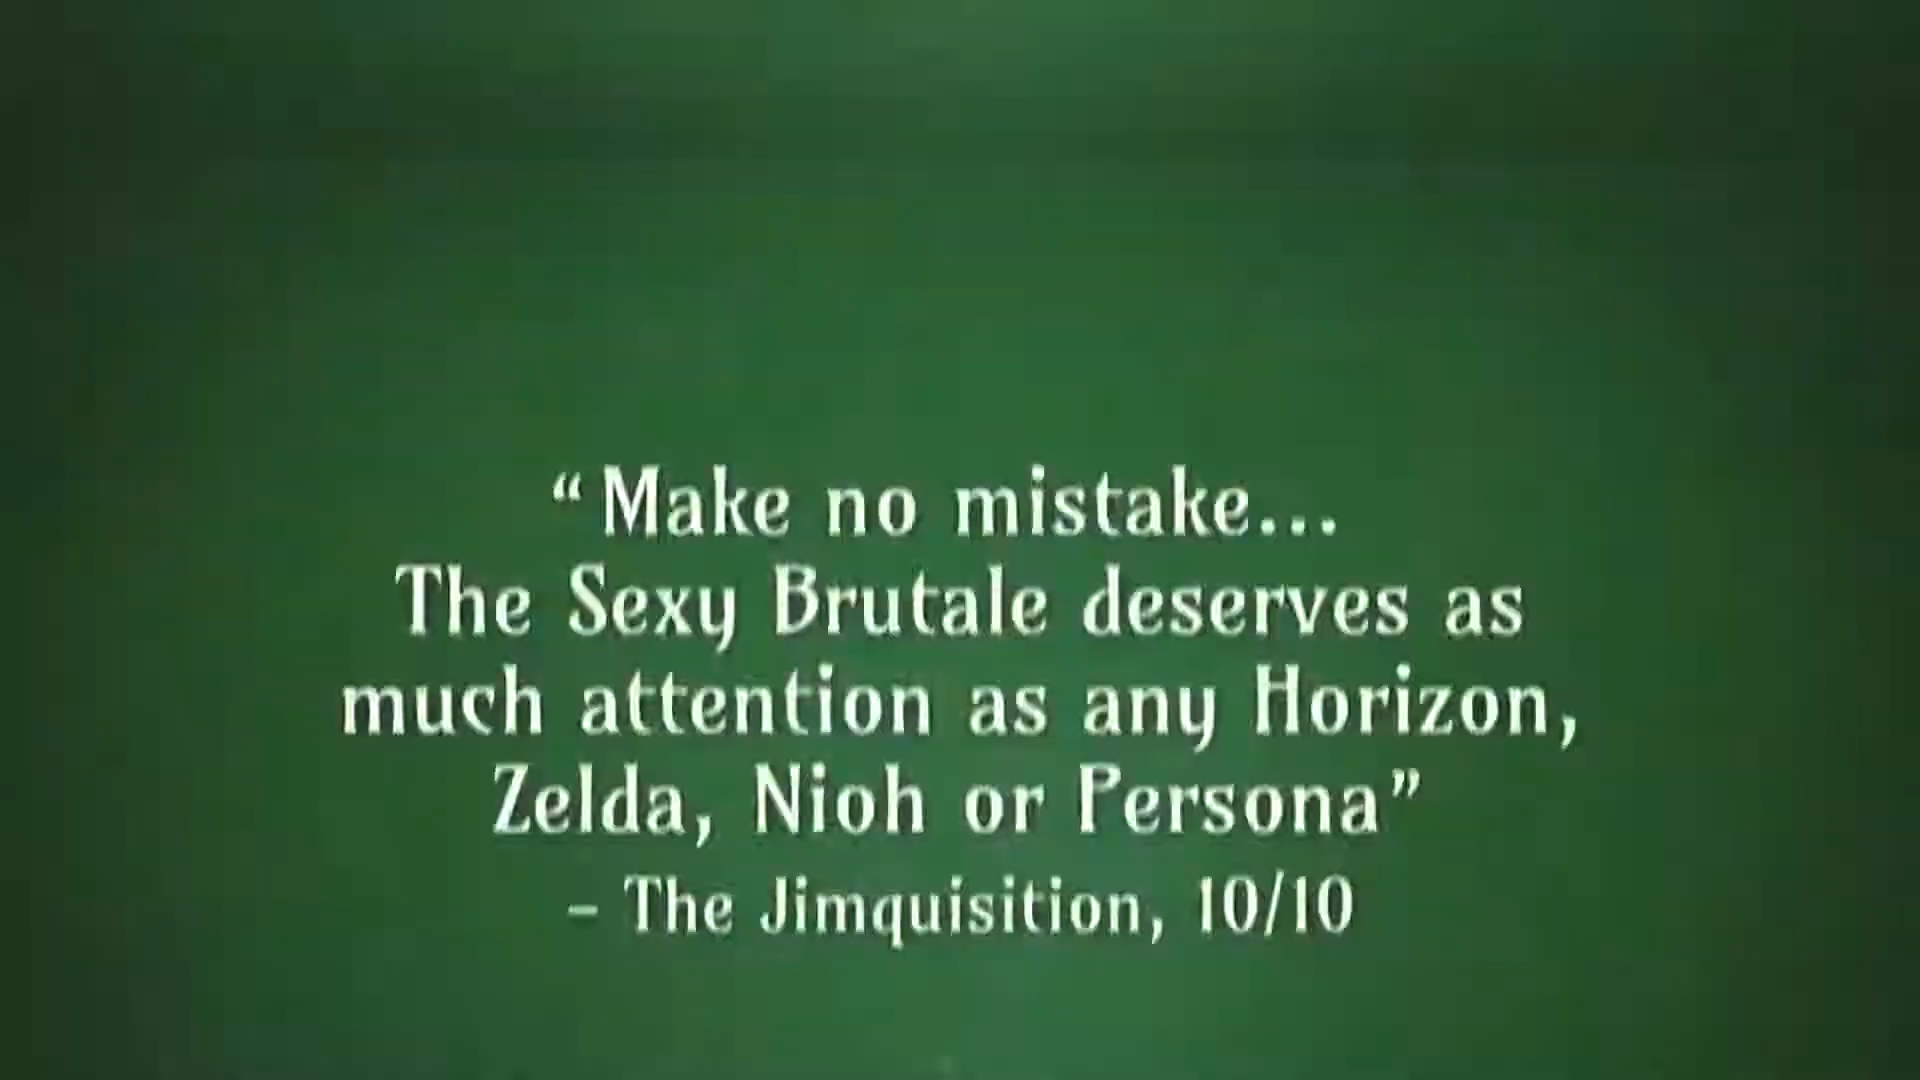 “Make no mistake...
The Sexy Brutale deserves as
much attention as any Horizon,
Zelda, Nioh or Persona”
– The Jimquisition, 10/10